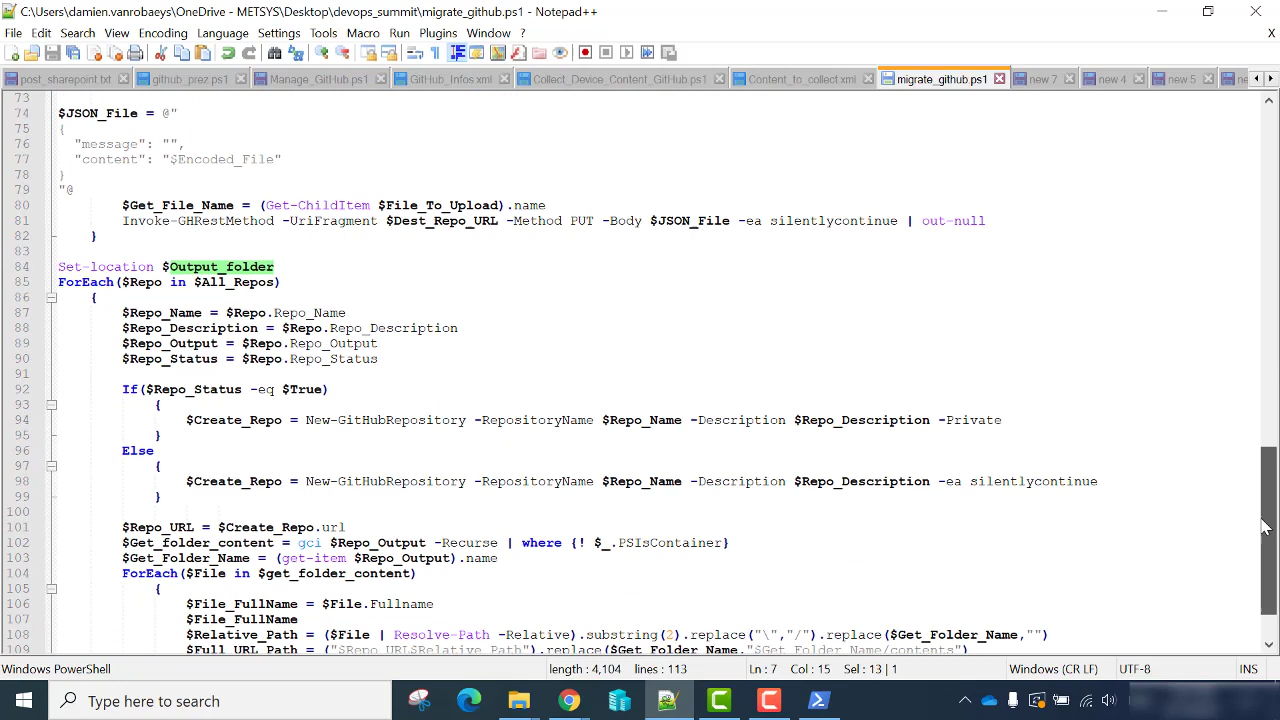 C:\Users\damien.vanrobaeys\OneDrive - METSYS\Desktop\devops_summit\migrate_github.ps1 - Notepad++
File Edit Search View Encoding Language Settings Tools Macro Run Plugins Window ? X
post_sharepoint.txt github_prez.ps1 Manage_GitHub.ps1 GitHub_Infos.xml Collect_Device_Content_GitHub.ps1 Content_to_collect.xml migrate_github.ps1 new 7 new 4 new 5
73
74 $JSON_File = @"
75 {
76 "message": "",
77 "content": "$Encoded_File"
78 }
79 "@
80 $Get_File_Name = (Get-ChildItem $File_To_Upload).name
81 Invoke-GHRestMethod -UriFragment $Dest_Repo_URL -Method PUT -Body $JSON_File -ea silentlycontinue | out-null
82 }
83
84 Set-location $Output_folder
85 ForEach($Repo in $All_Repos)
86 {
87 $Repo_Name = $Repo.Repo_Name
88 $Repo_Description = $Repo.Repo_Description
89 $Repo_Output = $Repo.Repo_Output
90 $Repo_Status = $Repo.Repo_Status
91
92 If($Repo_Status -eq $True)
93 {
94 $Create_Repo = New-GitHubRepository -RepositoryName $Repo_Name -Description $Repo_Description -Private
95 }
96 Else
97 {
98 $Create_Repo = New-GitHubRepository -RepositoryName $Repo_Name -Description $Repo_Description -ea silentlycontinue
99 }
100
101 $Repo_URL = $Create_Repo.url
102 $Get_folder_content = gci $Repo_Output -Recurse | where {! $_.PSIsContainer}
103 $Get_Folder_Name = (get-item $Repo_Output).name
104 ForEach($File in $get_folder_content)
105 {
106 $File_FullName = $File.Fullname
107 $File_FullName
108 $Relative_Path = ($File | Resolve-Path -Relative).substring(2).replace("\","/").replace($Get_Folder_Name,"")
109 $Full_URL_Path = ("$Repo_URL$Relative_Path").replace($Get_Folder_Name,"$Get_Folder_Name/contents")
Windows PowerShell length : 4,104 lines : 113 Ln : 7 Col : 15 Sel : 13 | 1 Windows (CR LF) UTF-8 INS
Type here to search